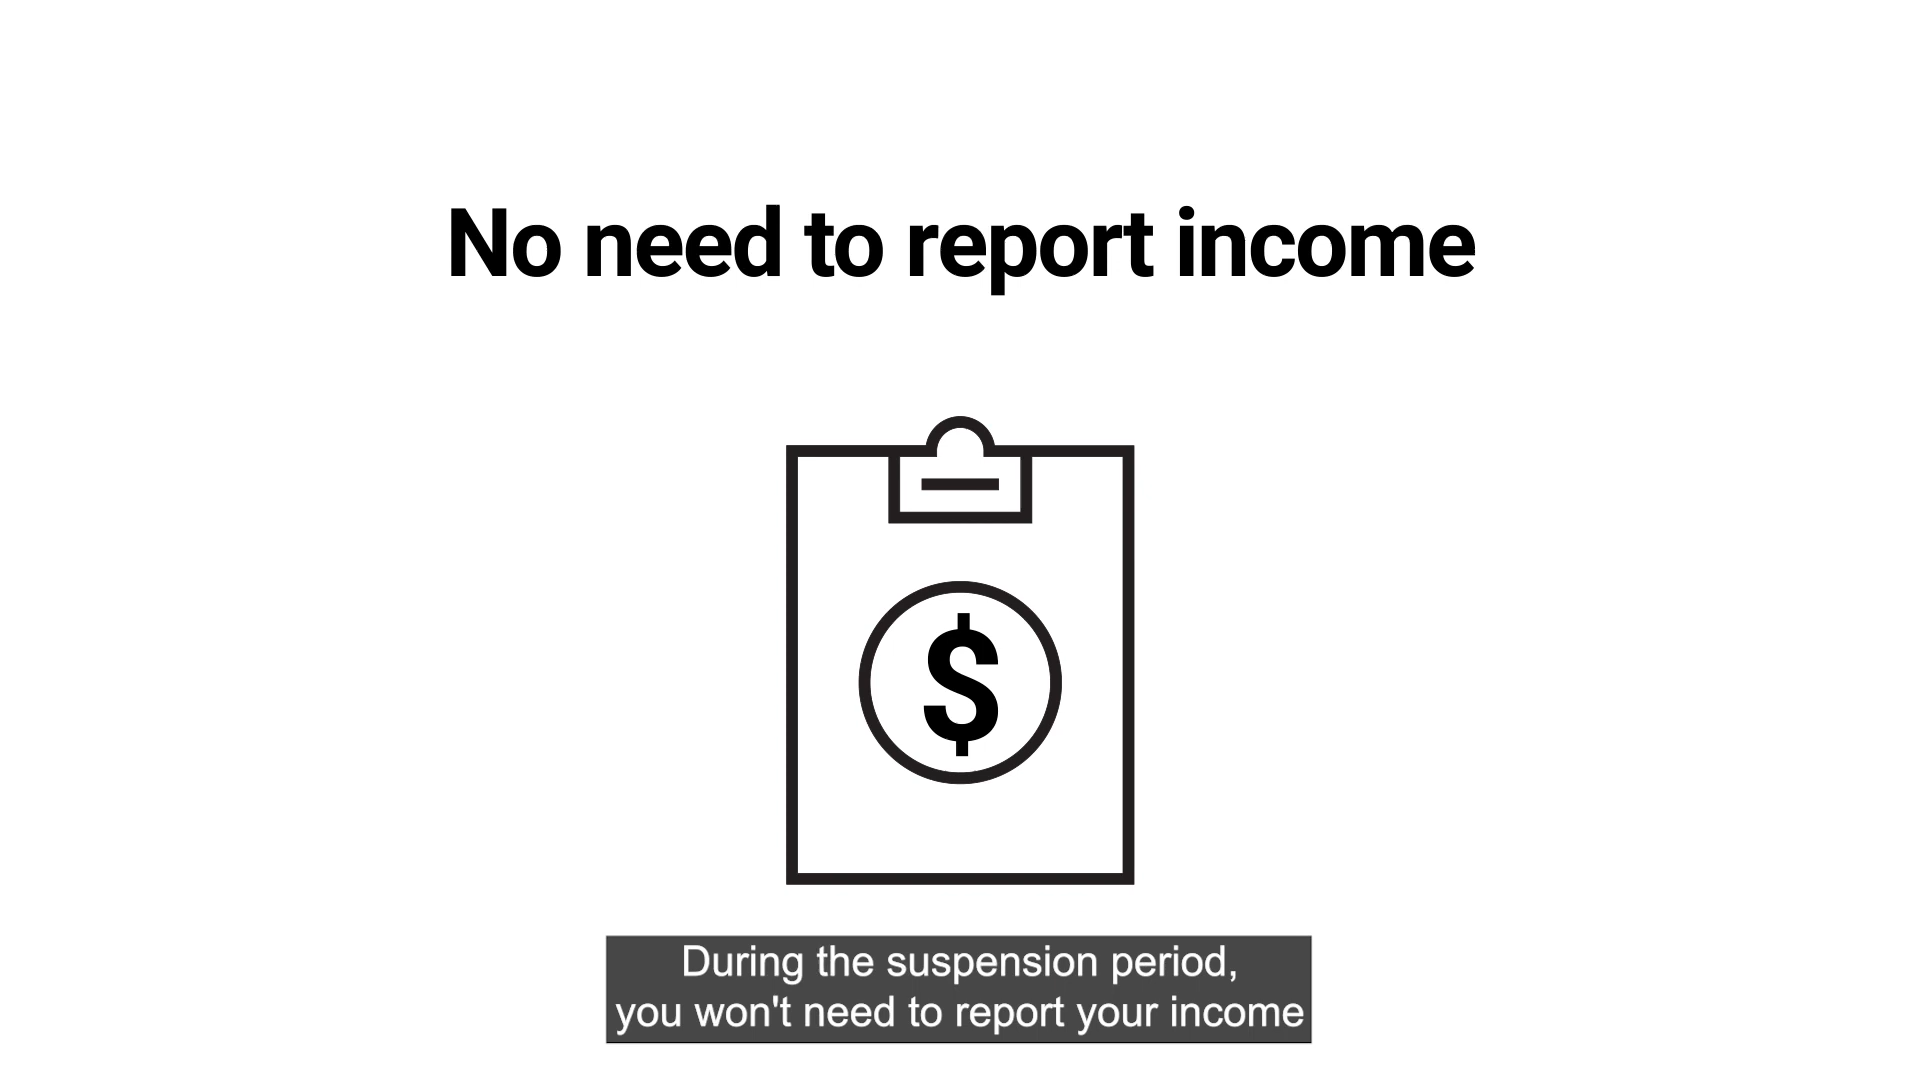 No need to report income
$
During the suspension period,
you won't need to report your income